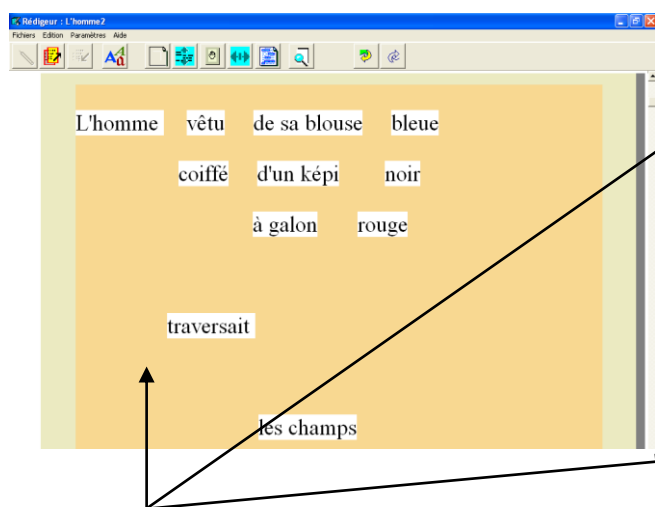 Rédigeur : L'homme2
Fichiers Edition Paramètres Aide
L'homme vêtu de sa blouse bleue
coiffé d'un képi noir
à galon rouge
traversait
les champs